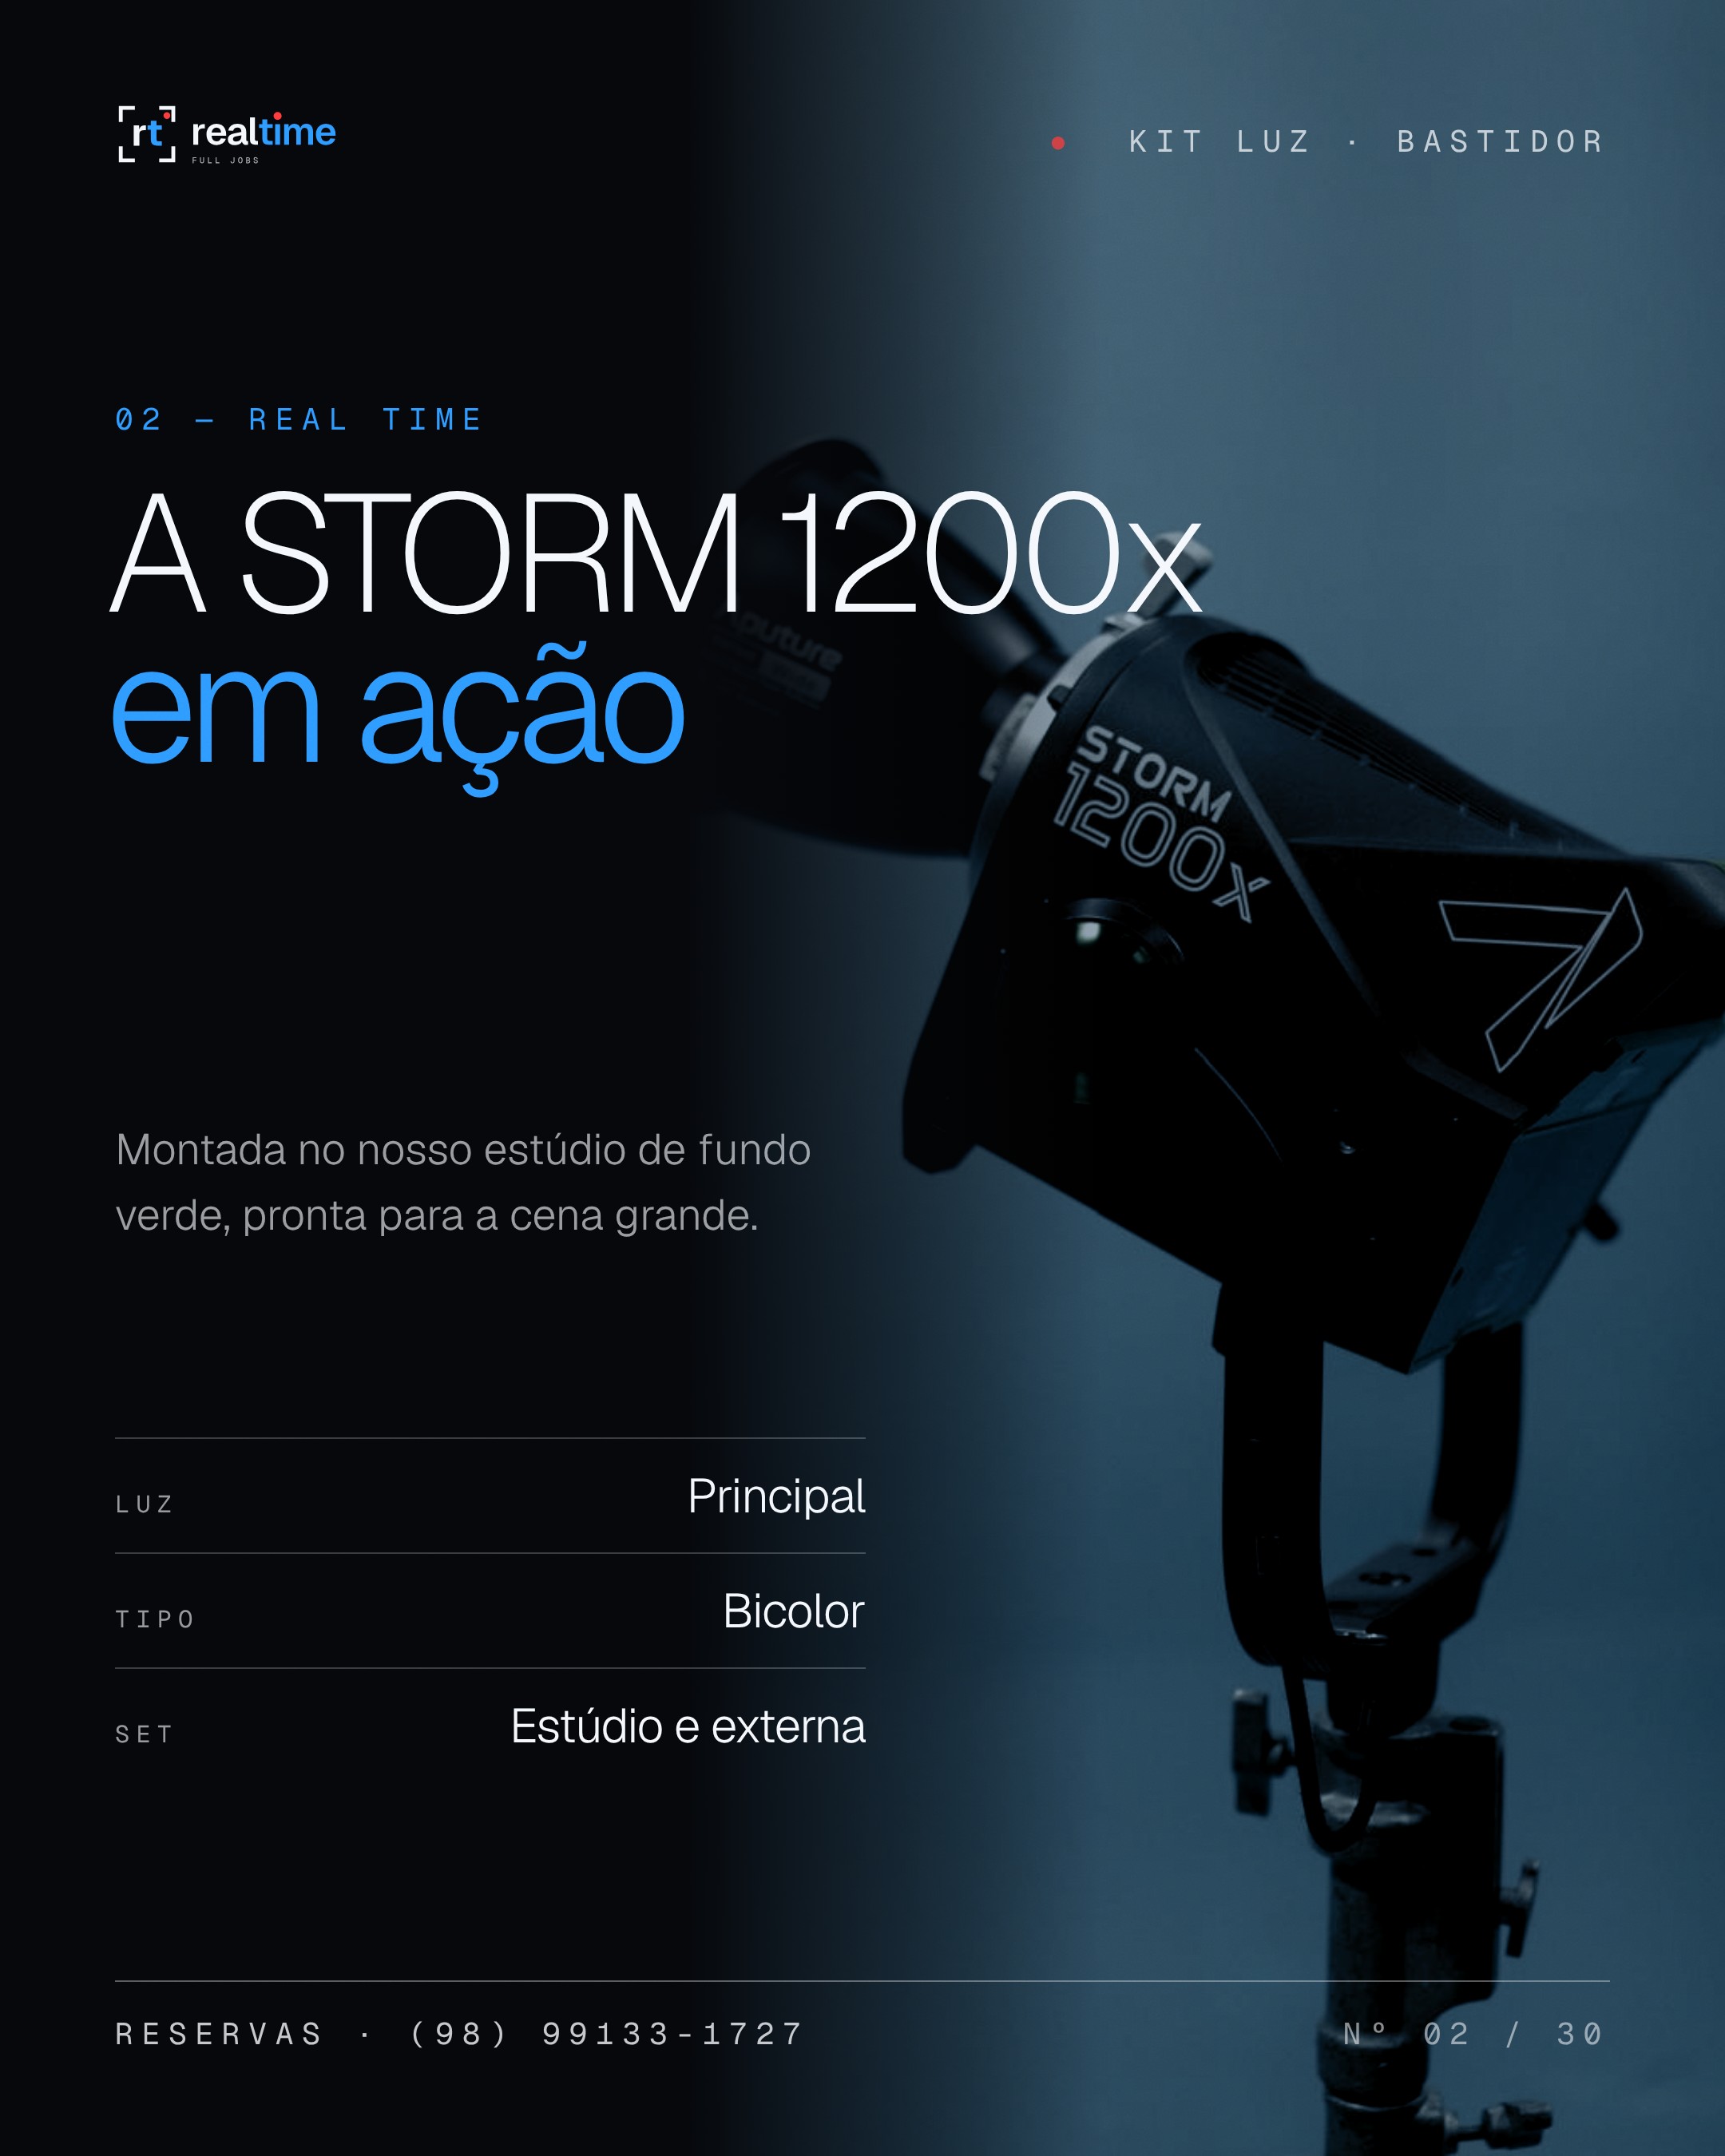 rt realtime
FULL JOBS
KIT LUZ · BASTIDOR
02 — REAL TIME
A STORM 1200x
em ação
Aputure
STORM
1200x
Montada no nosso estúdio de fundo
verde, pronta para a cena grande.
LUZ Principal
TIPO Bicolor
SET Estúdio e externa
RESERVAS · (98) 99133-1727
Nº 02 / 30